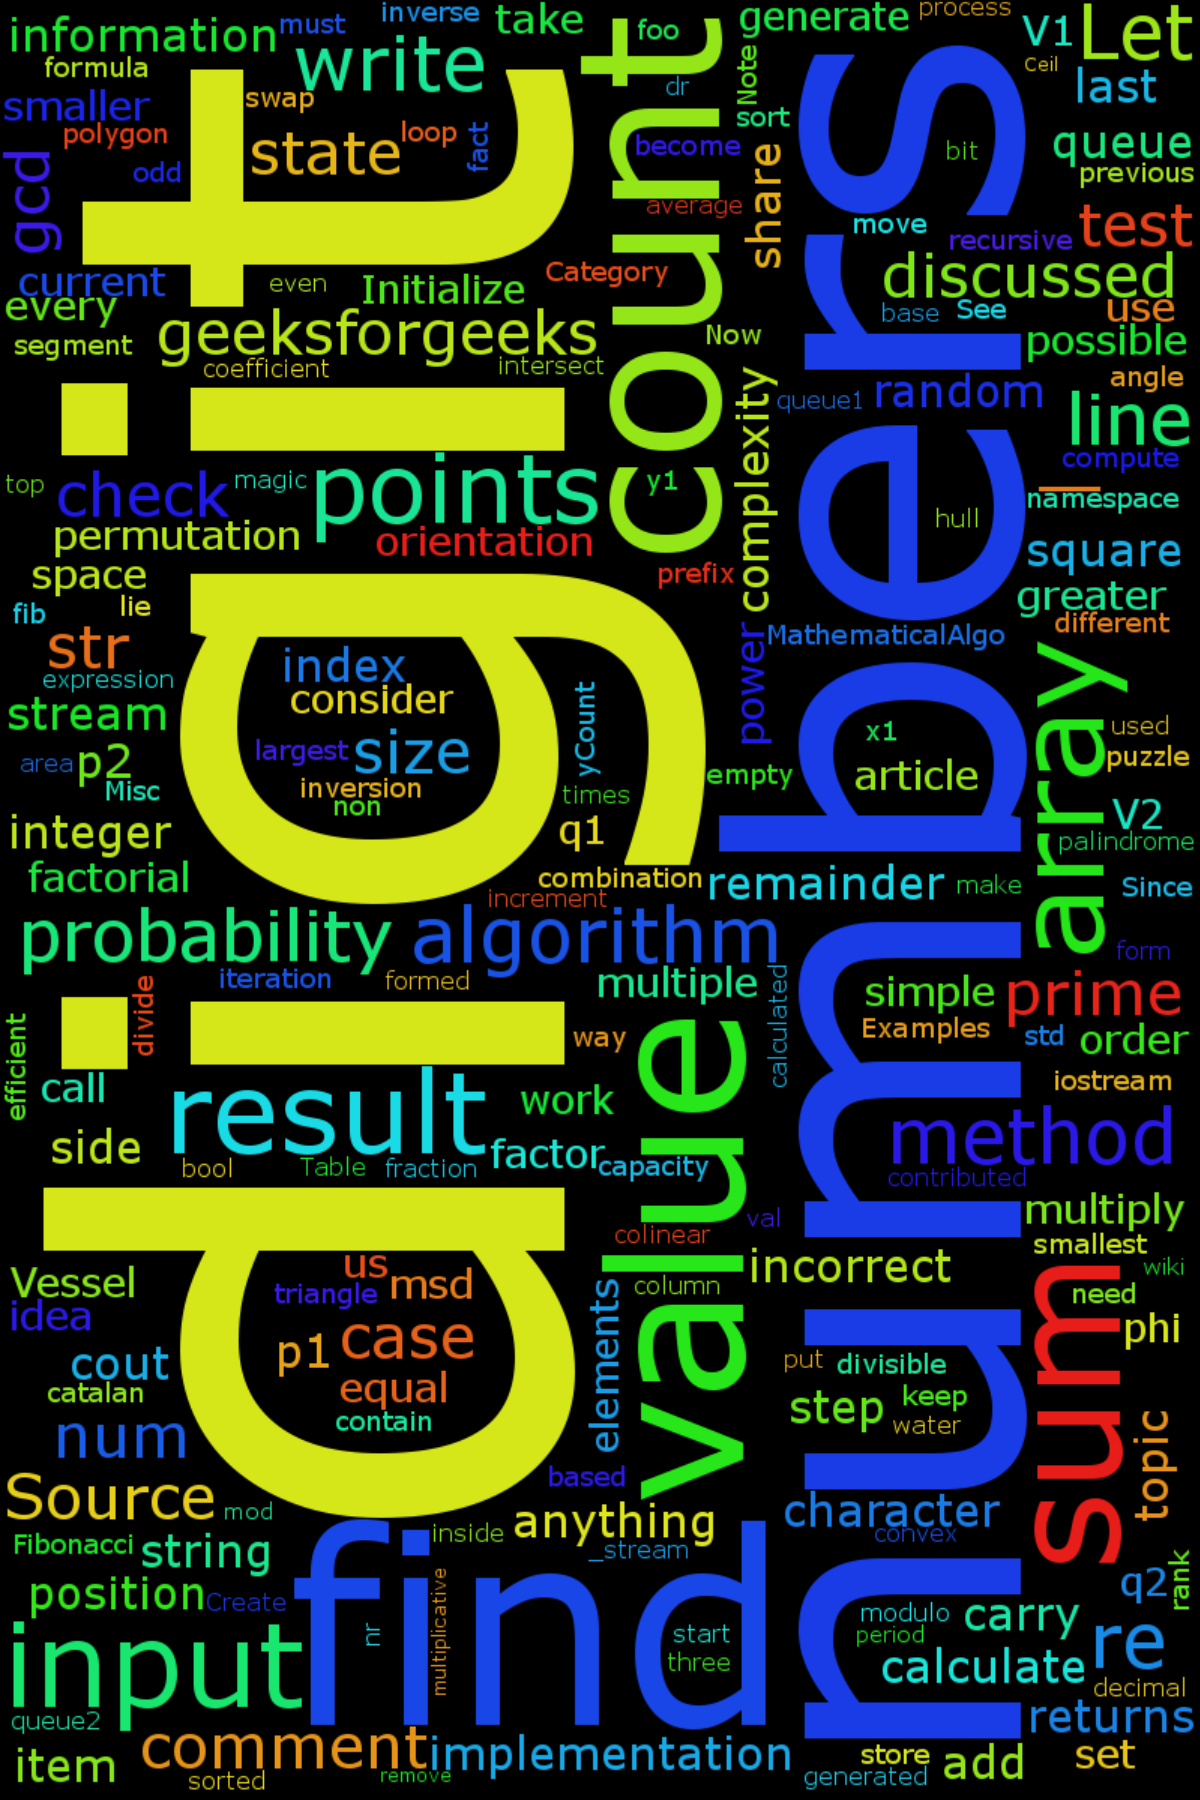 information
must
inverse
take
foo
generate
process
V1
Let
formula
write
Note
Ceil
last
smaller
swap
dr
sort
polygon
state
loop
fact
become
bit
queue
previous
odd
gcd
digit
count
share
numbers
average
move
recursive
test
current
even
Initialize
Category
discussed
every
base
See
use
segment
geeksforgeeks
Now
possible
coefficient
intersect
angle
queue1
random
line
complexity
compute
top
check
magic
points
y1
namespace
hull
permutation
orientation
square
space
prefix
greater
fib
lie
different
str
index
power
MathematicalAlgo
expression
consider
array
stream
yCount
x1
used
area
p2
largest
size
empty
article
puzzle
Misc
inversion
non
times
V2
integer
q1
palindrome
factorial
combination
remainder
make
Since
increment
probability
algorithm
form
iteration
formed
multiple
calculated
simple
prime
divide
efficient
way
Examples
std
order
call
result
work
value
iostream
side
factor
method
bool
Table
fraction
capacity
contributed
colinear
val
multiply
smallest
Vessel
us
msd
triangle
column
incorrect
wiki
idea
elements
need
sum
p1
case
phi
cout
put
divisible
catalan
equal
step
keep
contain
water
num
topic
based
Source
mod
anything
character
convex
Fibonacci
string
find
inside
_stream
position
Create
multiplicative
q2
rank
nr
start
three
modulo
carry
period
re
input
calculate
decimal
queue2
returns
comment
implementation
item
sorted
remove
store
add
set
generated